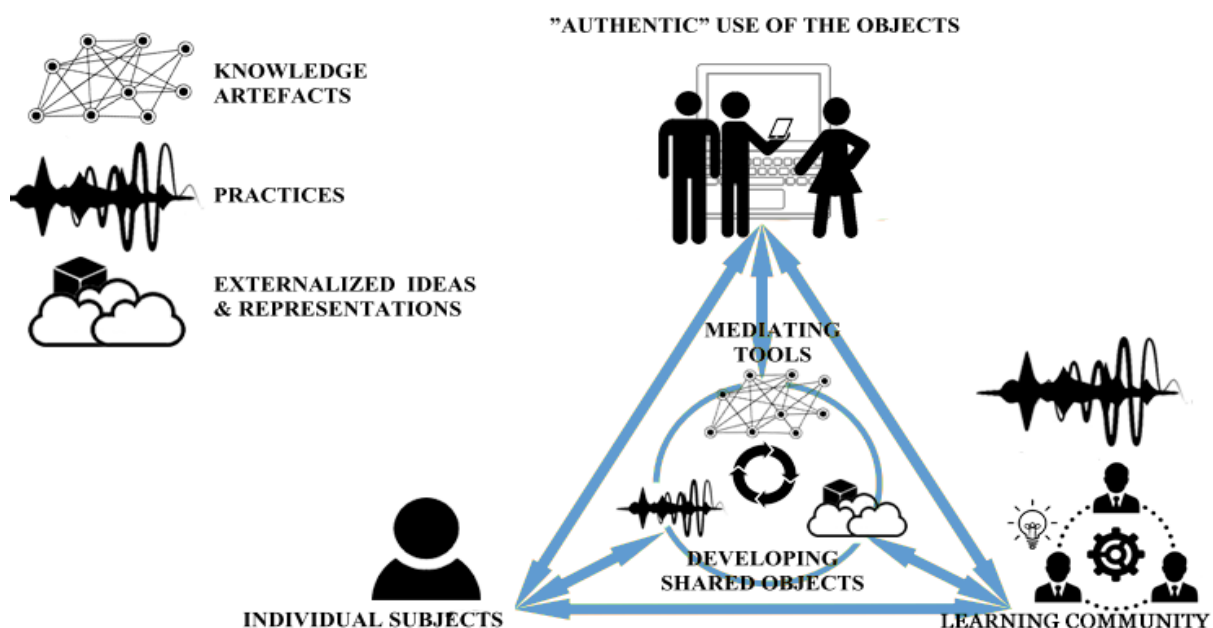 ”AUTHENTIC” USE OF THE OBJECTS
KNOWLEDGE
ARTEFACTS
PRACTICES
EXTERNALIZED IDEAS
& REPRESENTATIONS
MEDIATING
TOOLS
DEVELOPING
SHARED OBJECTS
INDIVIDUAL SUBJECTS
LEARNING COMMUNITY